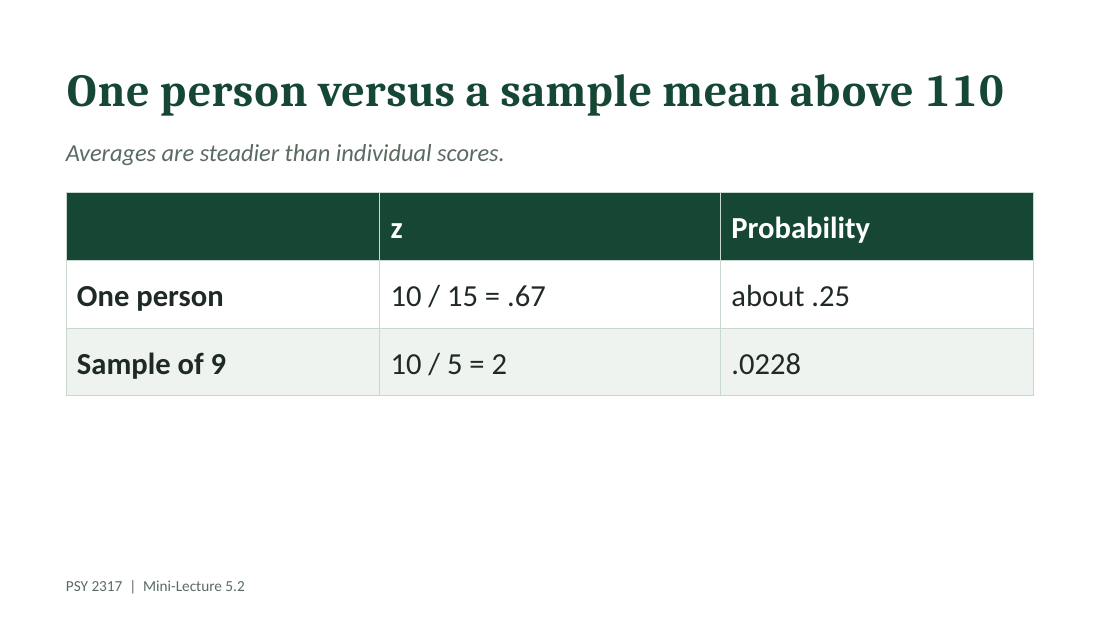 One person versus a sample mean above 110
Averages are steadier than individual scores.
z Probability
One person 10 / 15 = .67 about .25
Sample of 9 10 / 5 = 2 .0228
PSY 2317 | Mini-Lecture 5.2